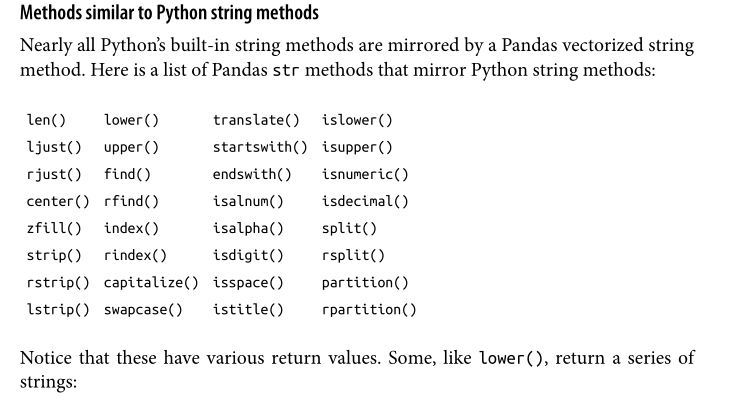 Methods similar to Python string methods
Nearly all Python's built-in string methods are mirrored by a Pandas vectorized string
method. Here is a list of Pandas str methods that mirror Python string methods:
len() lower() translate() islower()
ljust() upper() startswith() isupper()
rjust() find() endswith() isnumeric()
center() rfind() isalnum() isdecimal()
zfill() index() isalpha() split()
strip() rindex() isdigit() rsplit()
rstrip() capitalize() isspace() partition()
lstrip() swapcase() istitle() rpartition()
Notice that these have various return values. Some, like lower(), return a series of
strings: